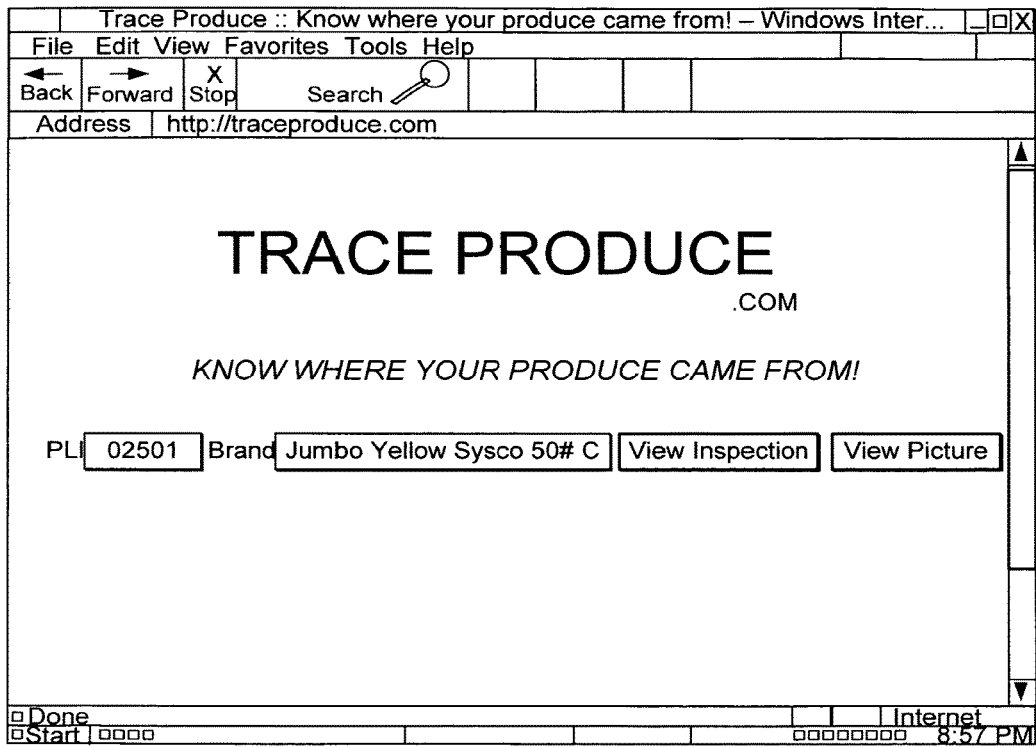 Trace Produce :: Know where your produce came from! – Windows Inter... _ X
File Edit View Favorites Tools Help
Back Forward X Stop Search
Address http://traceproduce.com
TRACE PRODUCE
.COM
KNOW WHERE YOUR PRODUCE CAME FROM!
PLI 02501 Brand Jumbo Yellow Sysco 50# C View Inspection View Picture
Done Internet
Start 8:57 PM